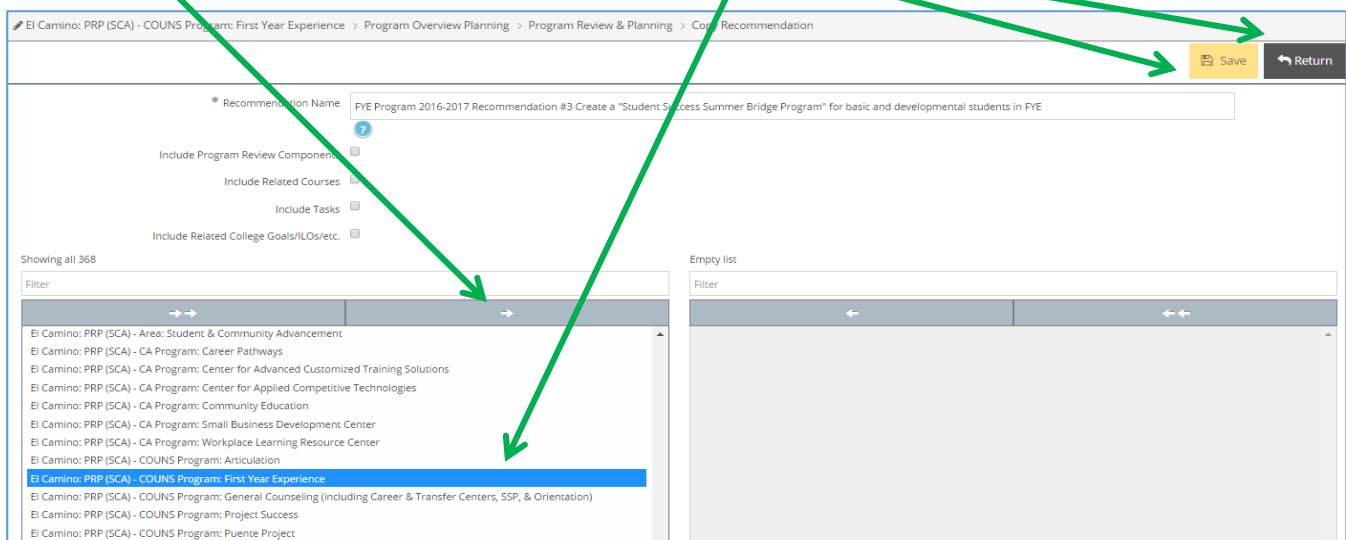 El Camino: PRP (SCA) - COUNS Program: First Year Experience > Program Overview Planning > Program Review & Planning > Copy Recommendation
Save
Return
* Recommendation Name
FYE Program 2016-2017 Recommendation #3 Create a "Student Success Summer Bridge Program" for basic and developmental students in FYE
?
Include Program Review Components
Include Related Courses
Include Tasks
Include Related College Goals/ILOs/etc.
Showing all 368
Empty list
Filter
Filter
El Camino: PRP (SCA) - Area: Student & Community Advancement
El Camino: PRP (SCA) - CA Program: Career Pathways
El Camino: PRP (SCA) - CA Program: Center for Advanced Customized Training Solutions
El Camino: PRP (SCA) - CA Program: Center for Applied Competitive Technologies
El Camino: PRP (SCA) - CA Program: Community Education
El Camino: PRP (SCA) - CA Program: Small Business Development Center
El Camino: PRP (SCA) - CA Program: Workplace Learning Resource Center
El Camino: PRP (SCA) - COUNS Program: Articulation
El Camino: PRP (SCA) - COUNS Program: First Year Experience
El Camino: PRP (SCA) - COUNS Program: General Counseling (including Career & Transfer Centers, SSP, & Orientation)
El Camino: PRP (SCA) - COUNS Program: Project Success
El Camino: PRP (SCA) - COUNS Program: Puente Project